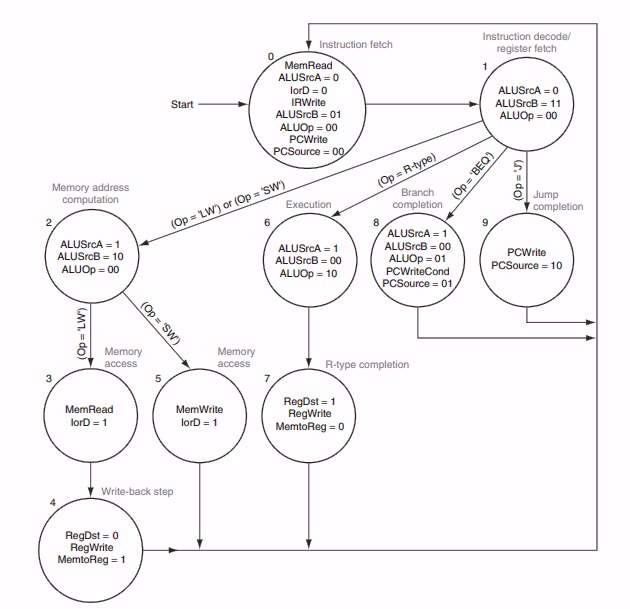 0
Instruction fetch
MemRead
ALUSrcA = 0
IorD = 0
IRWrite
ALUSrcB = 01
ALUOp = 00
PCWrite
PCSource = 00
Start
Instruction decode/
register fetch
1
ALUSrcA = 0
ALUSrcB = 11
ALUOp = 00
(Op = 'LW') or (Op = 'SW')
(Op = R-type)
(Op = 'BEQ')
(Op = 'J')
Memory address
computation
2
ALUSrcA = 1
ALUSrcB = 10
ALUOp = 00
Execution
6
ALUSrcA = 1
ALUSrcB = 00
ALUOp = 10
Branch
completion
8
ALUSrcA = 1
ALUSrcB = 00
ALUOp = 01
PCWriteCond
PCSource = 01
Jump
completion
9
PCWrite
PCSource = 10
(Op = 'LW')
(Op = 'SW')
Memory
access
3
MemRead
IorD = 1
Memory
access
5
MemWrite
IorD = 1
R-type completion
7
RegDst = 1
RegWrite
MemtoReg = 0
Write-back step
4
RegDst = 0
RegWrite
MemtoReg = 1